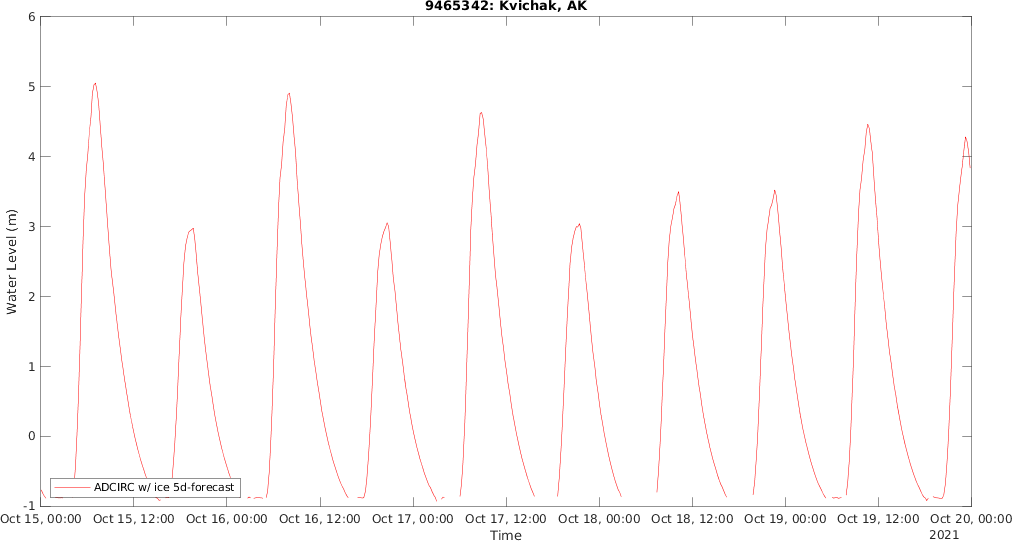 9465342: Kvichak, AK
6
5
4
3
2
1
0
-1
Water Level (m)
ADCIRC w/ ice 5d-forecast
Oct 15, 00:00 Oct 15, 12:00 Oct 16, 00:00 Oct 16, 12:00 Oct 17, 00:00 Oct 17, 12:00 Oct 18, 00:00 Oct 18, 12:00 Oct 19, 00:00 Oct 19, 12:00 Oct 20, 00:00
Time
2021